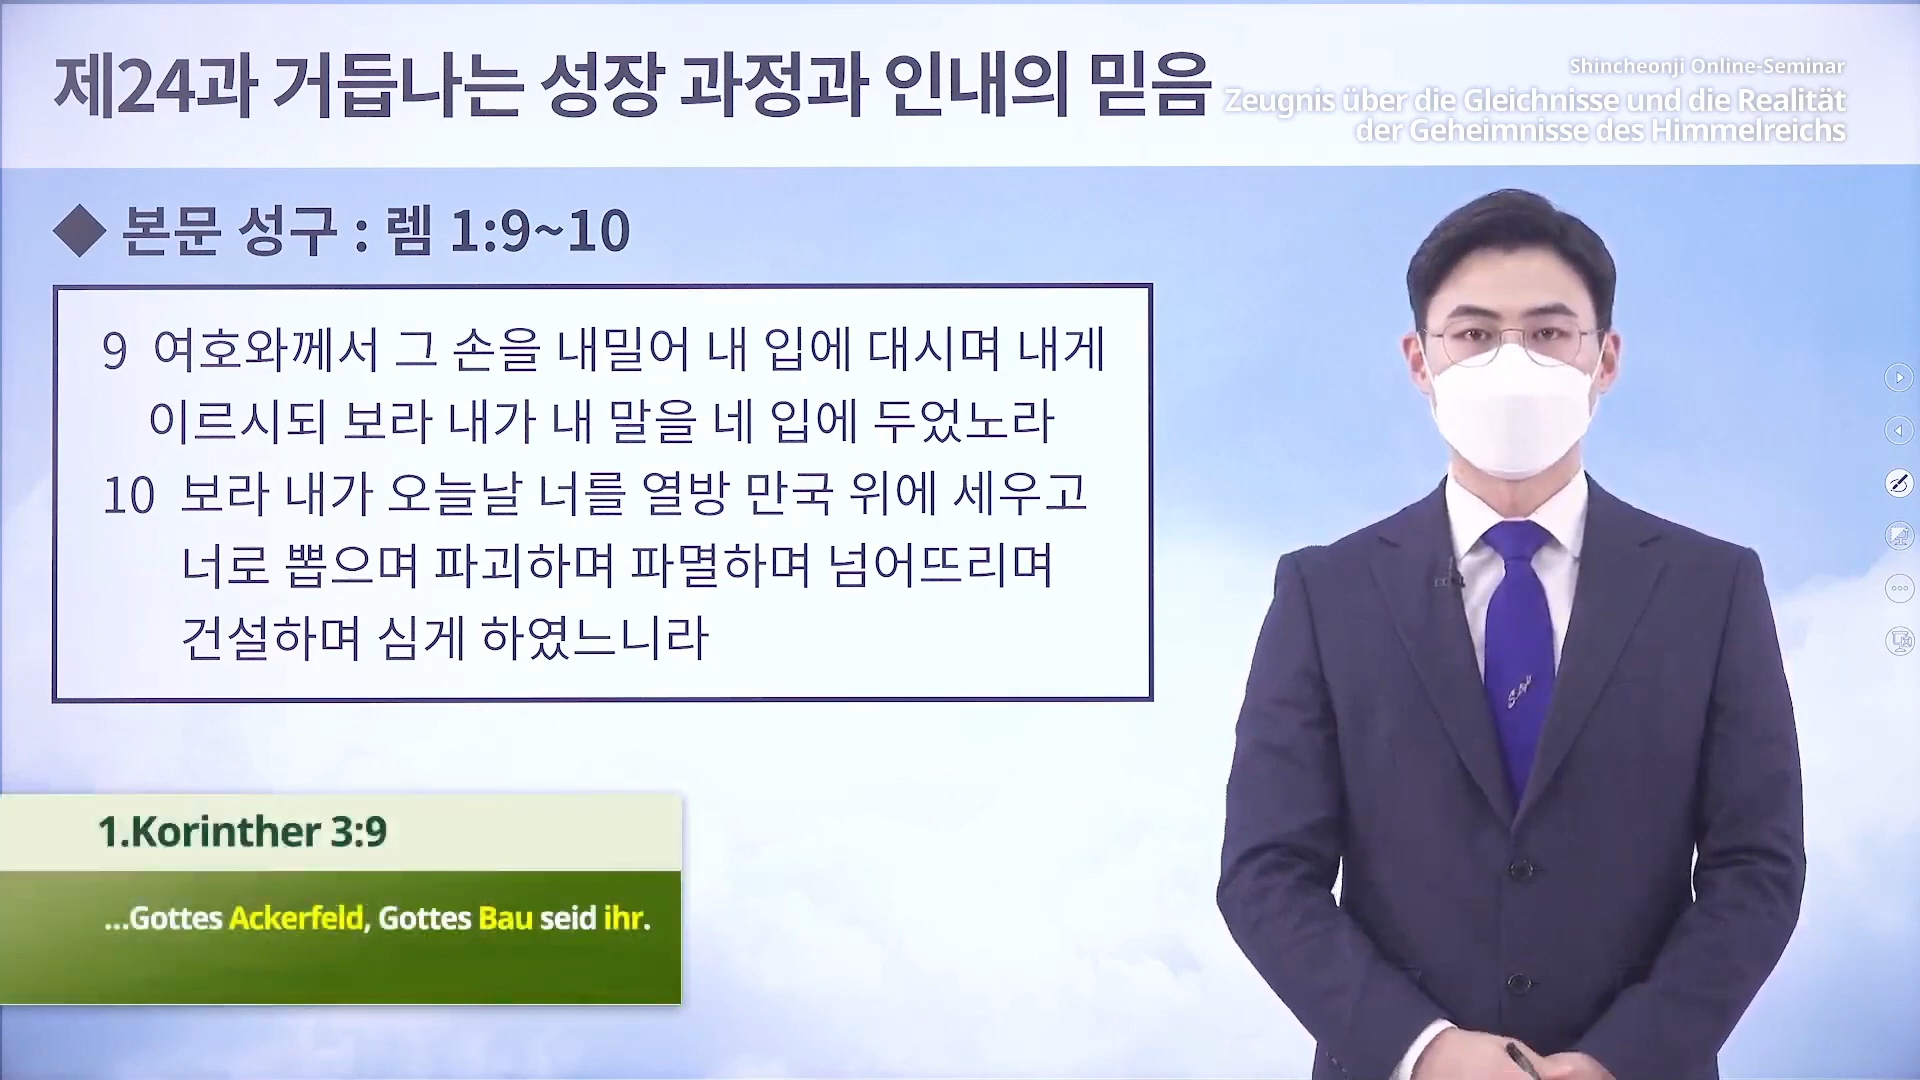 제24과 거듭나는 성장 과정과 인내의 믿음
Shincheonji Online-Seminar
Zeugnis über die Gleichnisse und die Realität
der Geheimnisse des Himmelreichs
◆ 본문 성구 : 렘 1:9~10
9 여호와께서 그 손을 내밀어 내 입에 대시며 내게
이르시되 보라 내가 내 말을 네 입에 두었노라
10 보라 내가 오늘날 너를 열방 만국 위에 세우고
너로 뽑으며 파괴하며 파멸하며 넘어뜨리며
건설하며 심게 하였느니라
1.Korinther 3:9
...Gottes Ackerfeld, Gottes Bau seid ihr.